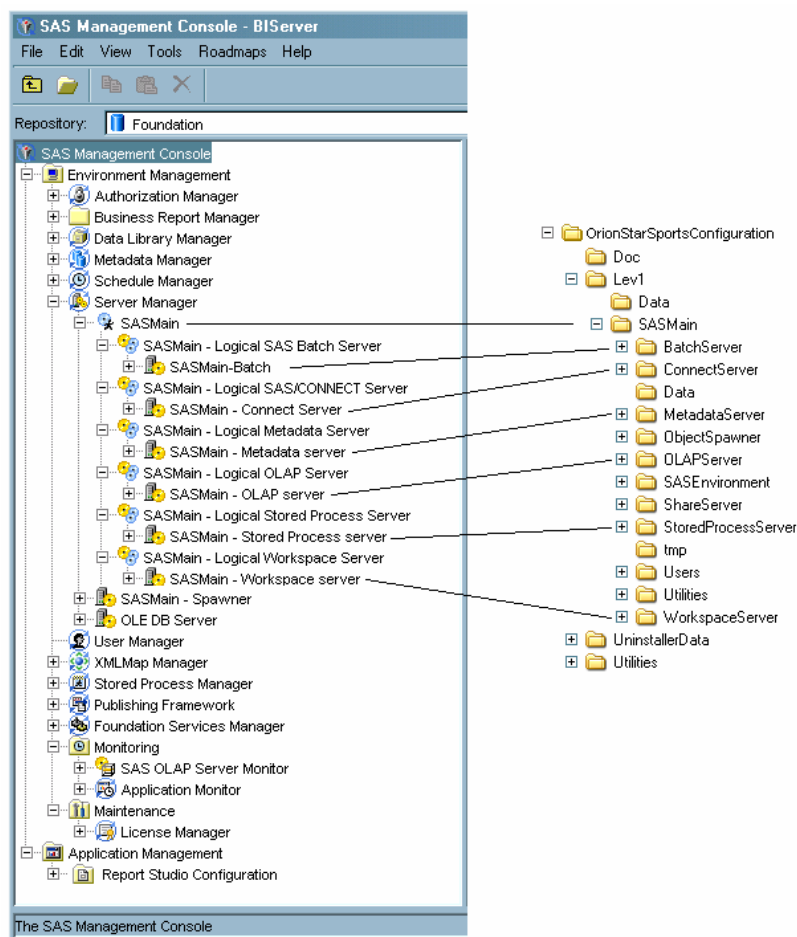 SAS Management Console - BIServer
File Edit View Tools Roadmaps Help
Repository: Foundation
SAS Management Console
Environment Management
Authorization Manager
Business Report Manager
Data Library Manager
Metadata Manager
Schedule Manager
Server Manager
SASMain
SASMain - Logical SAS Batch Server
SASMain-Batch
SASMain - Logical SAS/CONNECT Server
SASMain - Connect Server
SASMain - Logical Metadata Server
SASMain - Metadata server
SASMain - Logical OLAP Server
SASMain - OLAP server
SASMain - Logical Stored Process Server
SASMain - Stored Process server
SASMain - Logical Workspace Server
SASMain - Workspace server
SASMain - Spawner
OLE DB Server
User Manager
XMLMap Manager
Stored Process Manager
Publishing Framework
Foundation Services Manager
Monitoring
SAS OLAP Server Monitor
Application Monitor
Maintenance
License Manager
Application Management
Report Studio Configuration
The SAS Management Console
OrionStarSportsConfiguration
Doc
Lev1
Data
SASMain
BatchServer
ConnectServer
Data
MetadataServer
ObjectSpawner
OLAPServer
SASEnvironment
ShareServer
StoredProcessServer
tmp
Users
Utilities
WorkspaceServer
UninstallerData
Utilities